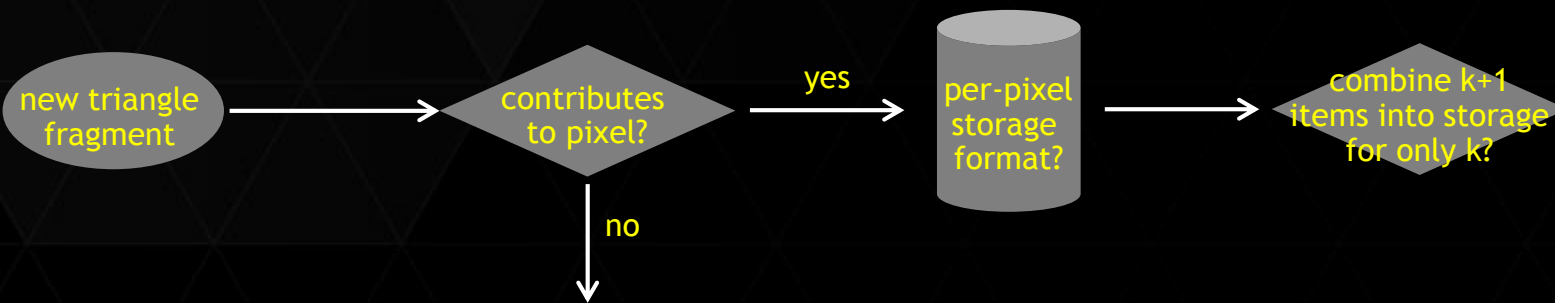 new triangle
fragment
contributes
to pixel?
yes
no
per-pixel
storage
format?
combine k+1
items into storage
for only k?